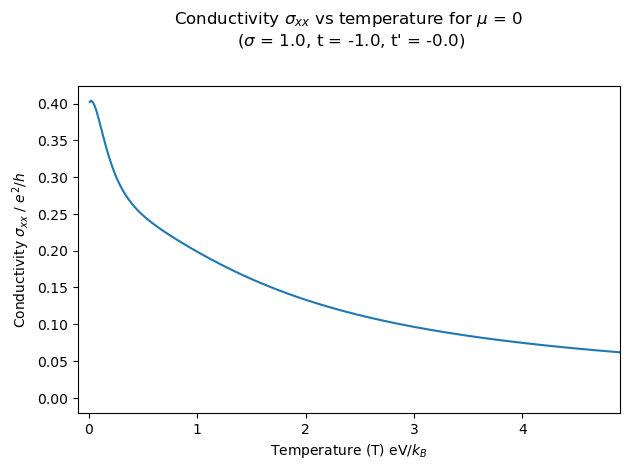 Conductivity σ_xx vs temperature for μ = 0
(σ = 1.0, t = -1.0, t' = -0.0)
0.40
0.35
0.30
0.25
0.20
0.15
0.10
0.05
0.00
Conductivity σ_xx / e²/h
0 1 2 3 4
Temperature (T) eV/k_B